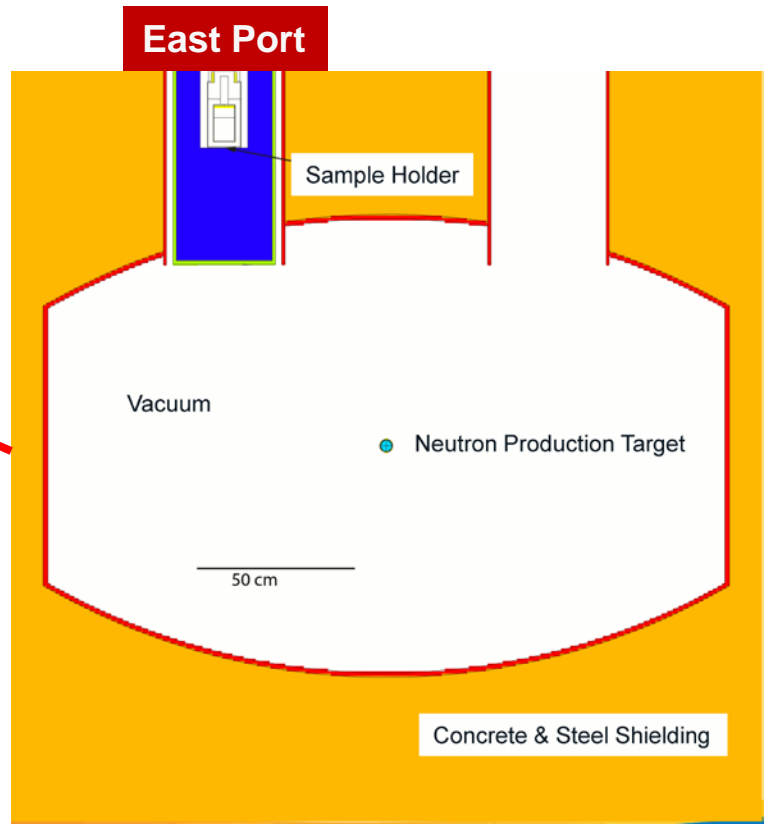 East Port
Sample Holder
Vacuum
Neutron Production Target
50 cm
Concrete & Steel Shielding